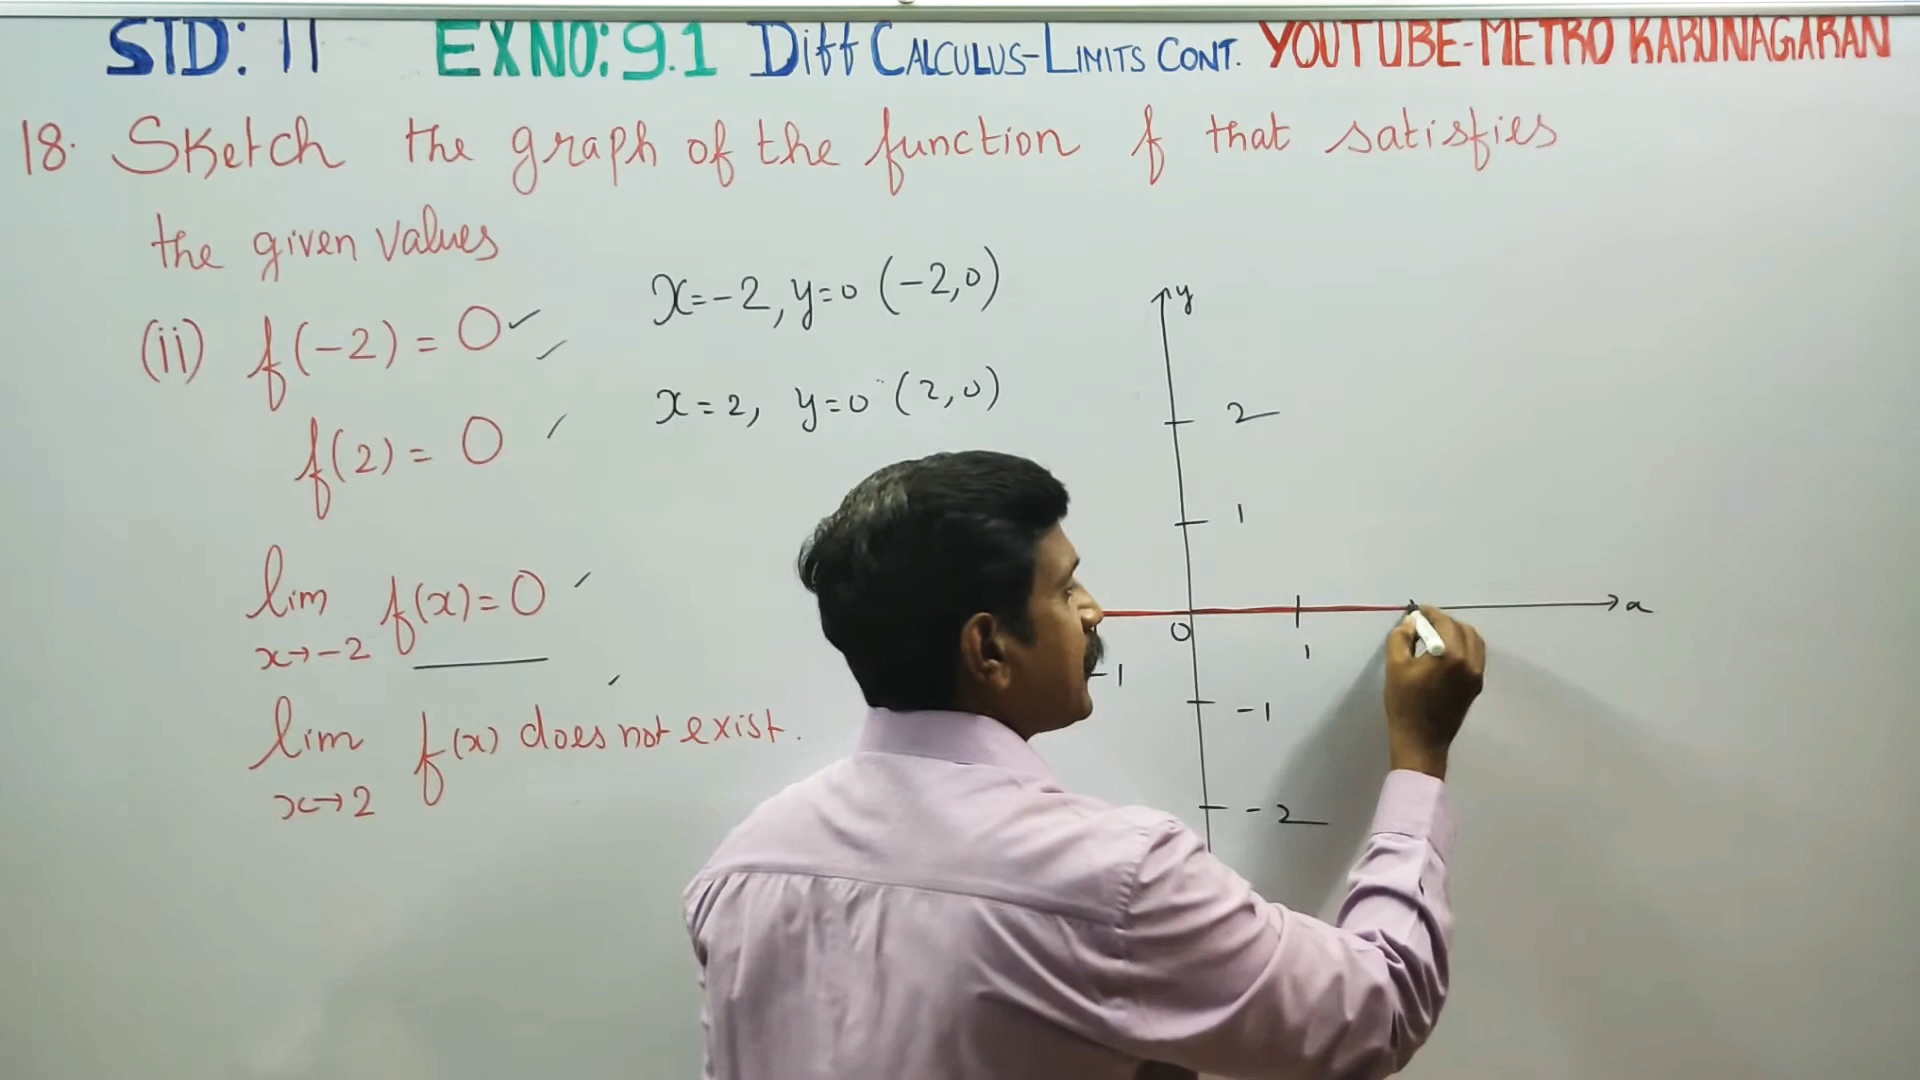 STD: 11 EXNO: 9.1 Diff CALCULUS-LIMITS CONT. YOUTUBE-METRO KARUNAGARAN
18. Sketch the graph of the function f that satisfies
the given values
(ii) f(-2) = 0 ✓
x=-2, y=0 (-2,0)
f(2) = 0
x=2, y=0 (2,0)
lim f(x)=0
x→-2
lim f(x) does not exist.
x→2
y
2
1
x
0
1
-1
-1
-2